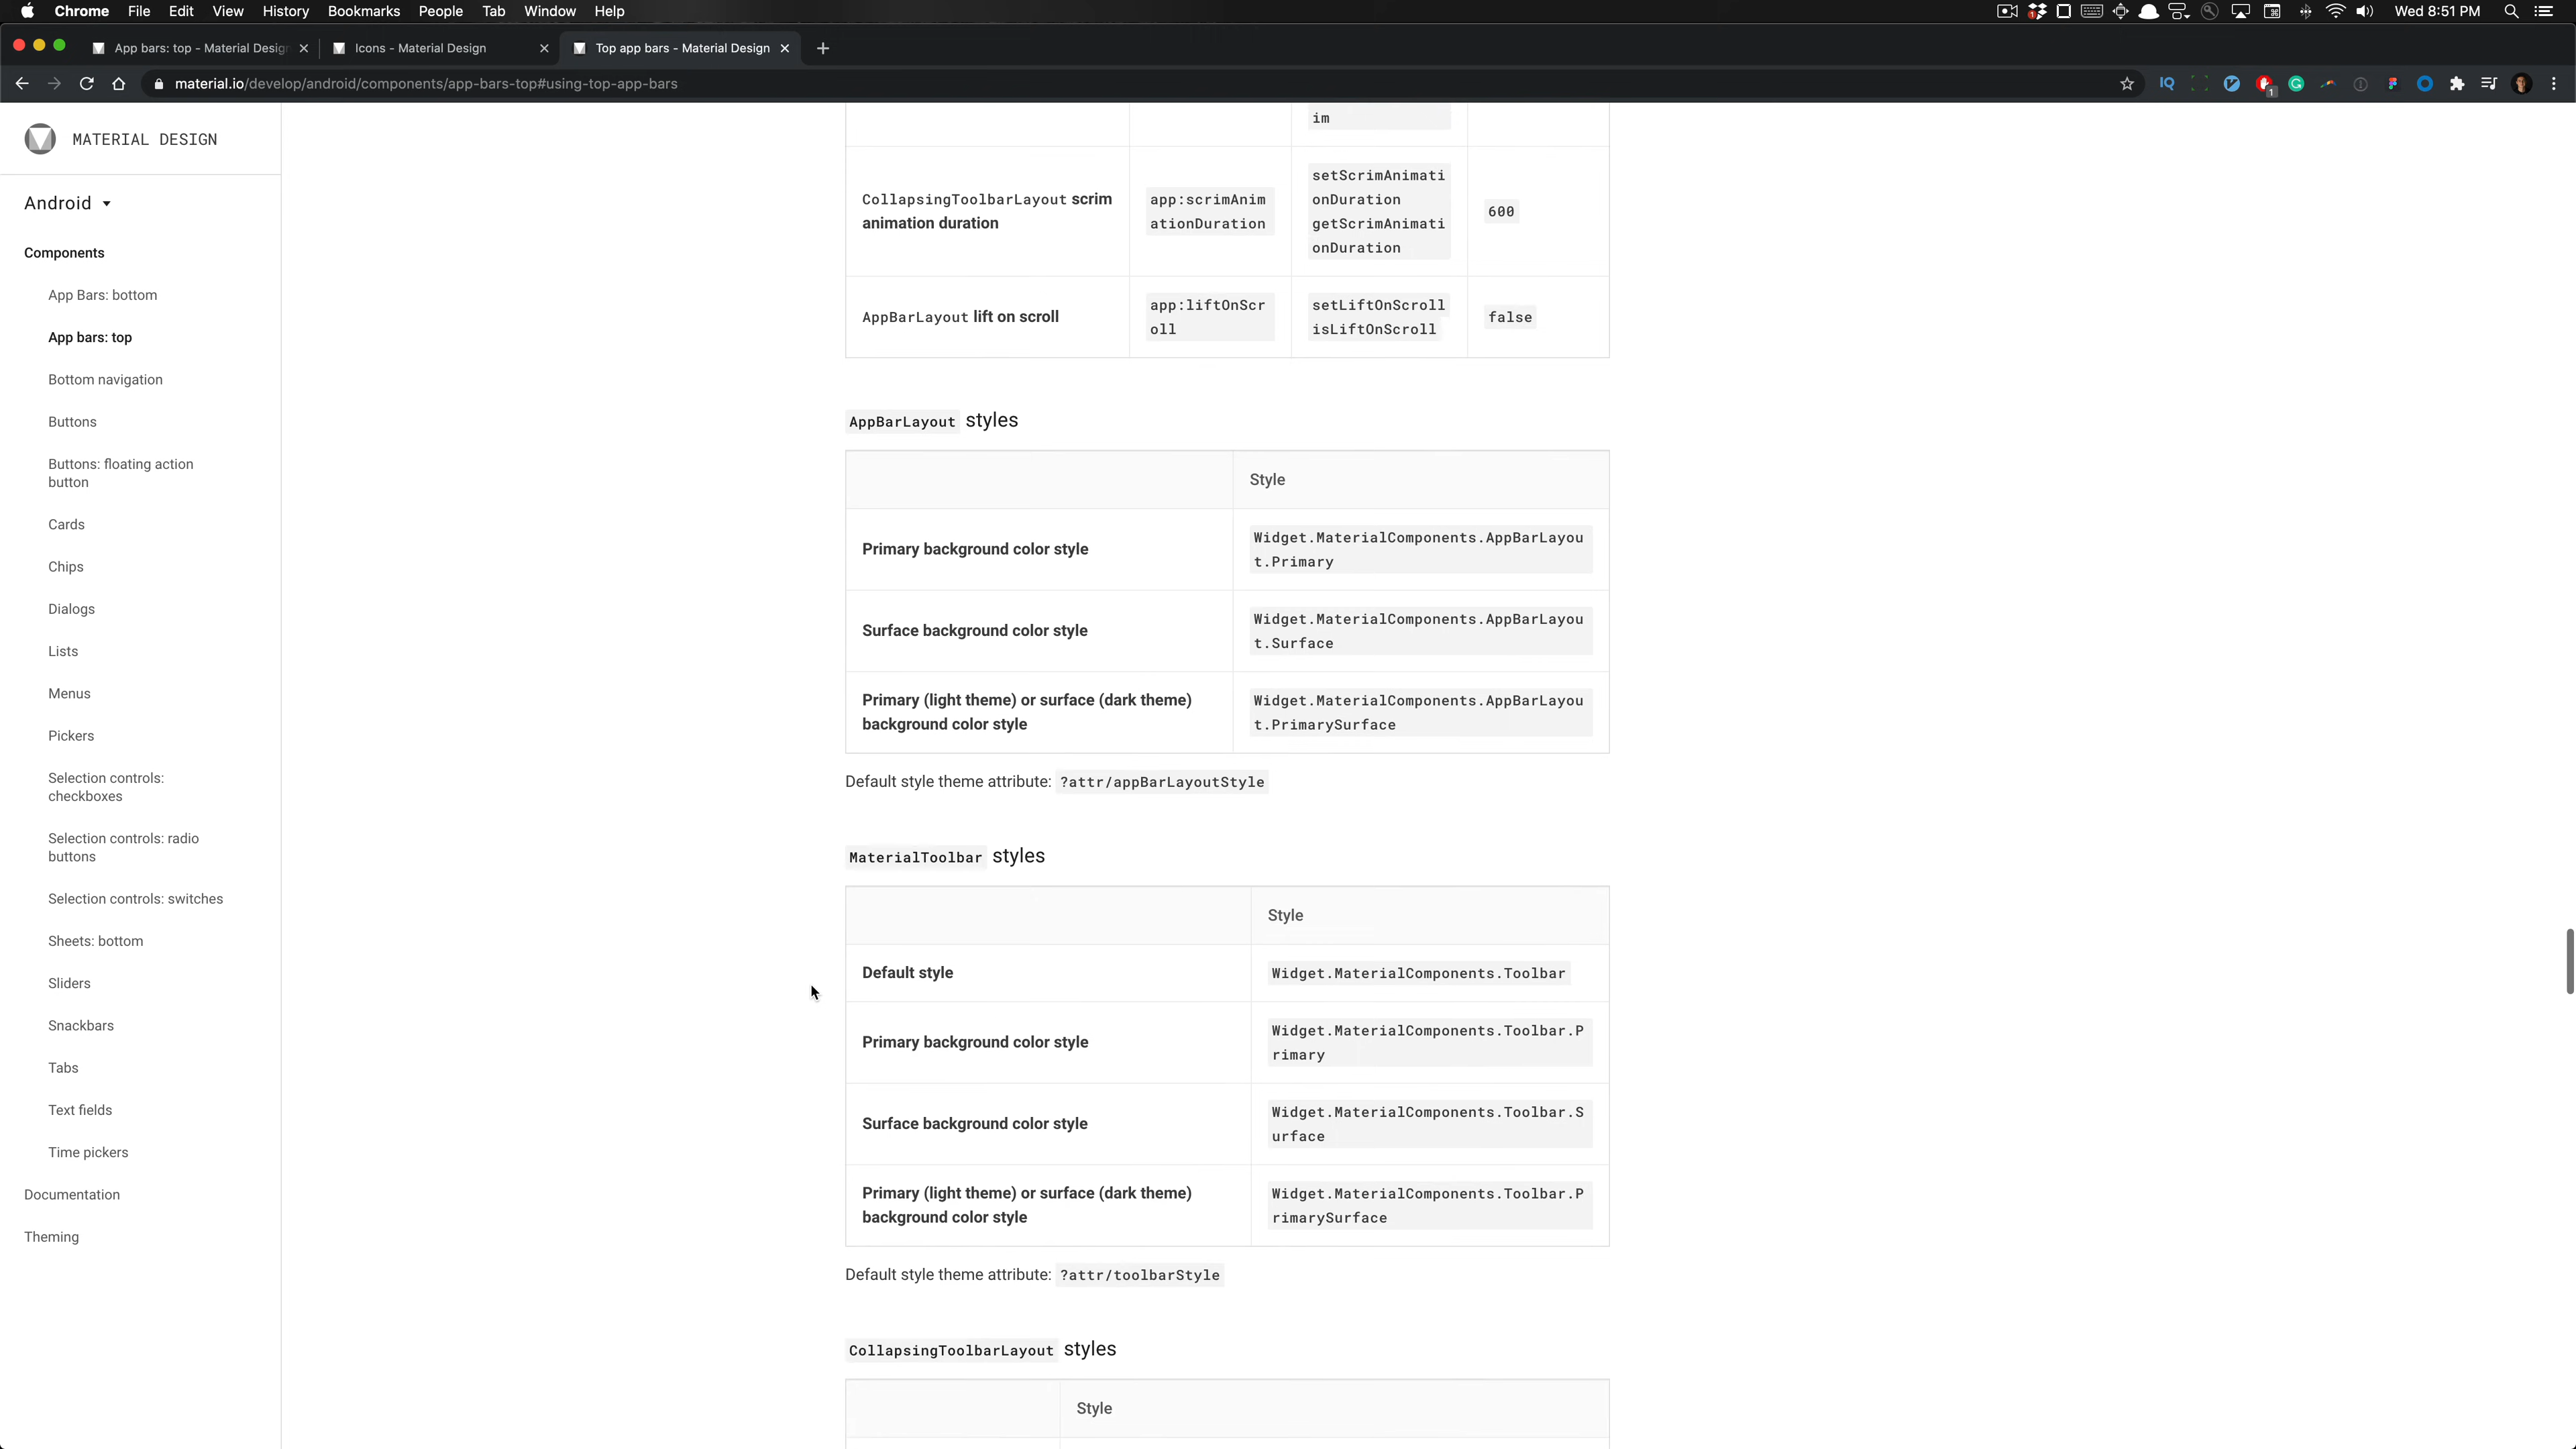 Chrome File Edit View History Bookmarks People Tab Window Help Wed 8:51 PM
App bars: top - Material Design Icons - Material Design Top app bars - Material Design
material.io/develop/android/components/app-bars-top#using-top-app-bars
MATERIAL DESIGN
Android
Components
App Bars: bottom
App bars: top
Bottom navigation
Buttons
Buttons: floating action
button
Cards
Chips
Dialogs
Lists
Menus
Pickers
Selection controls:
checkboxes
Selection controls: radio
buttons
Selection controls: switches
Sheets: bottom
Sliders
Snackbars
Tabs
Text fields
Time pickers
Documentation
Theming
im
CollapsingToolbarLayout scrim
animation duration
app:scrimAnim
ationDuration
setScrimAnimati
onDuration
getScrimAnimati
onDuration
600
AppBarLayout lift on scroll
app:liftOnScr
oll
setLiftOnScroll
isLiftOnScroll
false
AppBarLayout styles
Style
Primary background color style
Widget.MaterialComponents.AppBarLayou
t.Primary
Surface background color style
Widget.MaterialComponents.AppBarLayou
t.Surface
Primary (light theme) or surface (dark theme)
background color style
Widget.MaterialComponents.AppBarLayou
t.PrimarySurface
Default style theme attribute: ?attr/appBarLayoutStyle
MaterialToolbar styles
Style
Default style
Widget.MaterialComponents.Toolbar
Primary background color style
Widget.MaterialComponents.Toolbar.P
rimary
Surface background color style
Widget.MaterialComponents.Toolbar.S
urface
Primary (light theme) or surface (dark theme)
background color style
Widget.MaterialComponents.Toolbar.P
rimarySurface
Default style theme attribute: ?attr/toolbarStyle
CollapsingToolbarLayout styles
Style